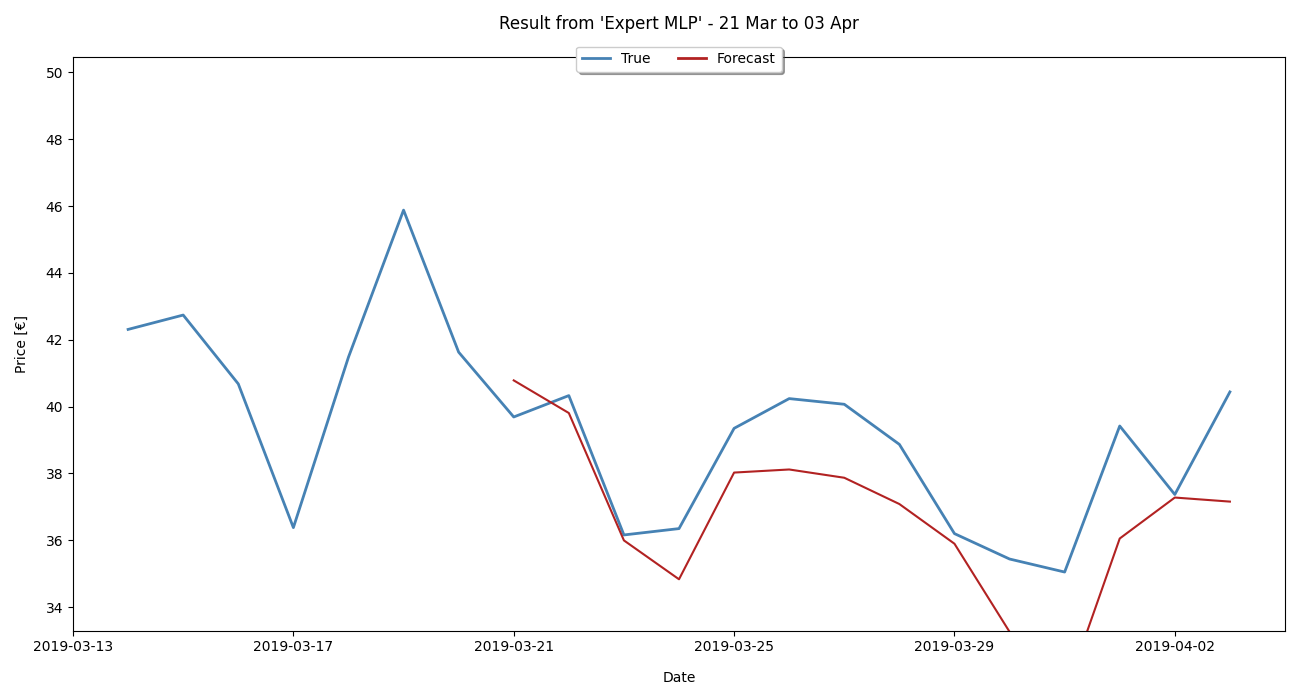 Result from 'Expert MLP' - 21 Mar to 03 Apr
True Forecast
50
48
46
44
42
40
38
36
34
Price [€]
2019-03-13 2019-03-17 2019-03-21 2019-03-25 2019-03-29 2019-04-02
Date